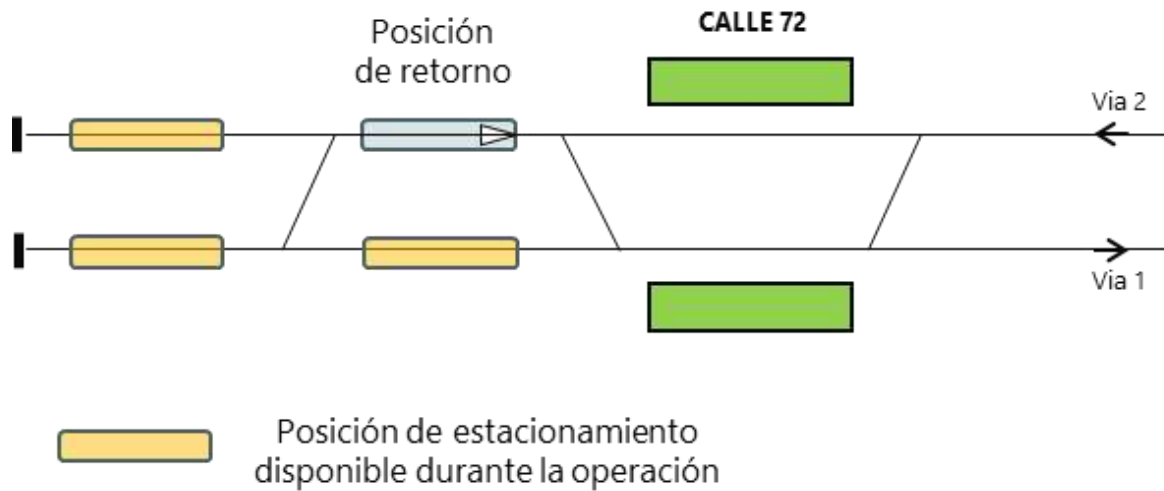 CALLE 72
Posición
de retorno
Via 2
Via 1
Posición de estacionamiento
disponible durante la operación